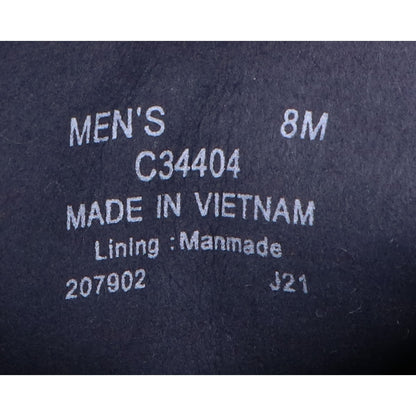 MEN'S 8M
C34404
MADE IN VIETNAM
Lining : Manmade
207902 J21